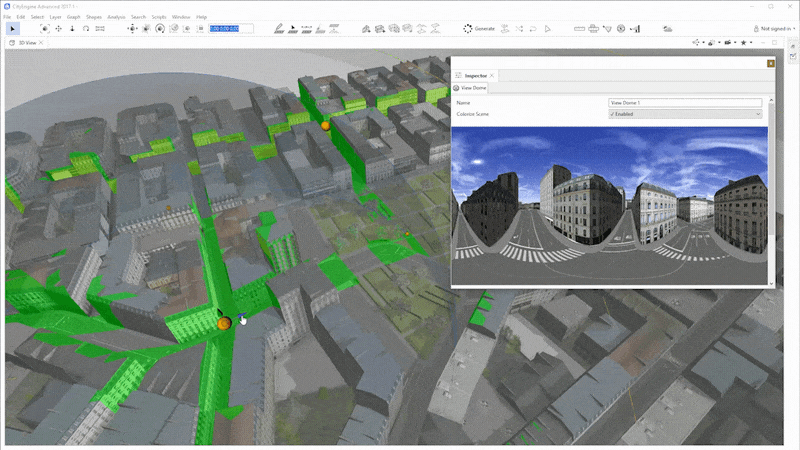 CityEngine Advanced 2017.1
File Edit Select Layer Graph Shapes Analysis Search Scripts Window Help
0.00 0.00 0.00
Generate
Not signed in
3D View
Inspector
View Dome
Name View Dome 1
Colorize Scene ✓ Enabled